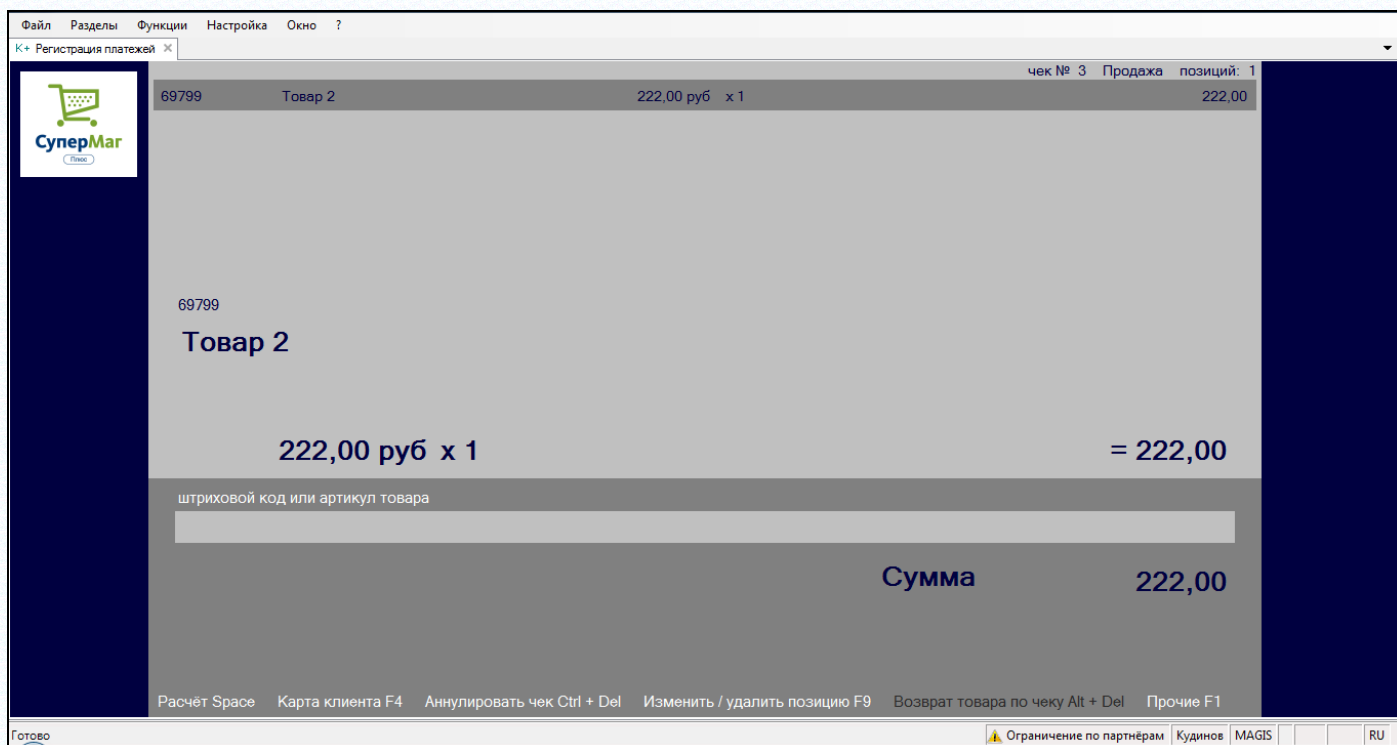 Файл Разделы Функции Настройка Окно ?
К+ Регистрация платежей
чек № 3 Продажа позиций: 1
69799 Товар 2 222,00 руб х 1 222,00
СуперМаг
Плюс
69799
Товар 2
222,00 руб х 1 = 222,00
штриховой код или артикул товара
Сумма 222,00
Расчёт Space Карта клиента F4 Аннулировать чек Ctrl + Del Изменить / удалить позицию F9 Возврат товара по чеку Alt + Del Прочие F1
Готово Ограничение по партнёрам Кудинов MAGIS RU